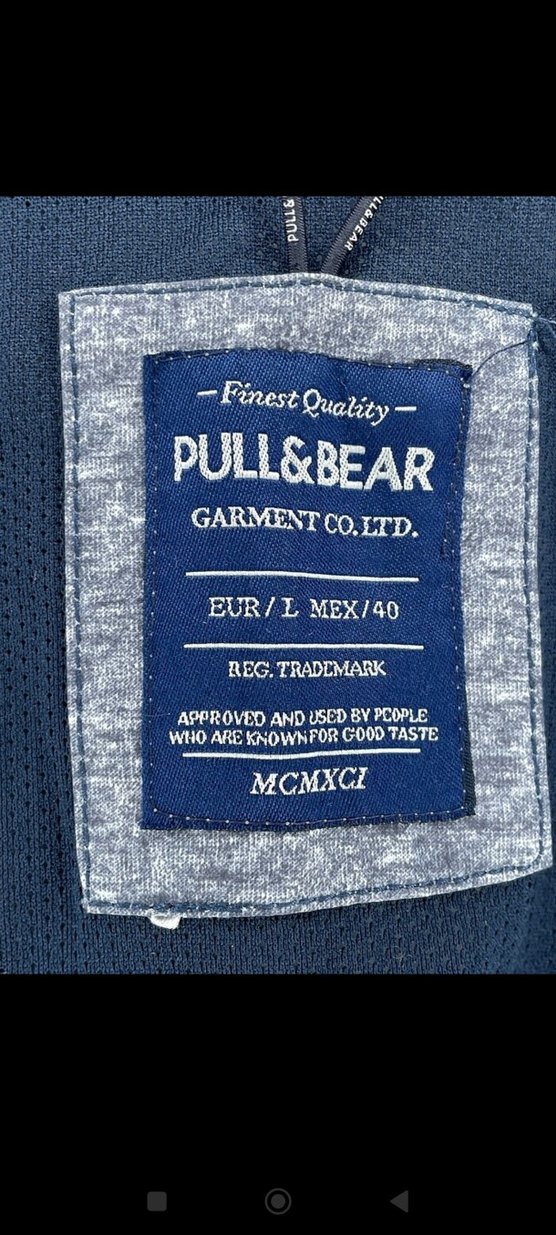 PULL&
PULL&BEAR
– Finest Quality –
PULL&BEAR
GARMENT CO. LTD.
EUR/L MEX/40
REG. TRADEMARK
APPROVED AND USED BY PEOPLE
WHO ARE KNOWN FOR GOOD TASTE
MCMXCI